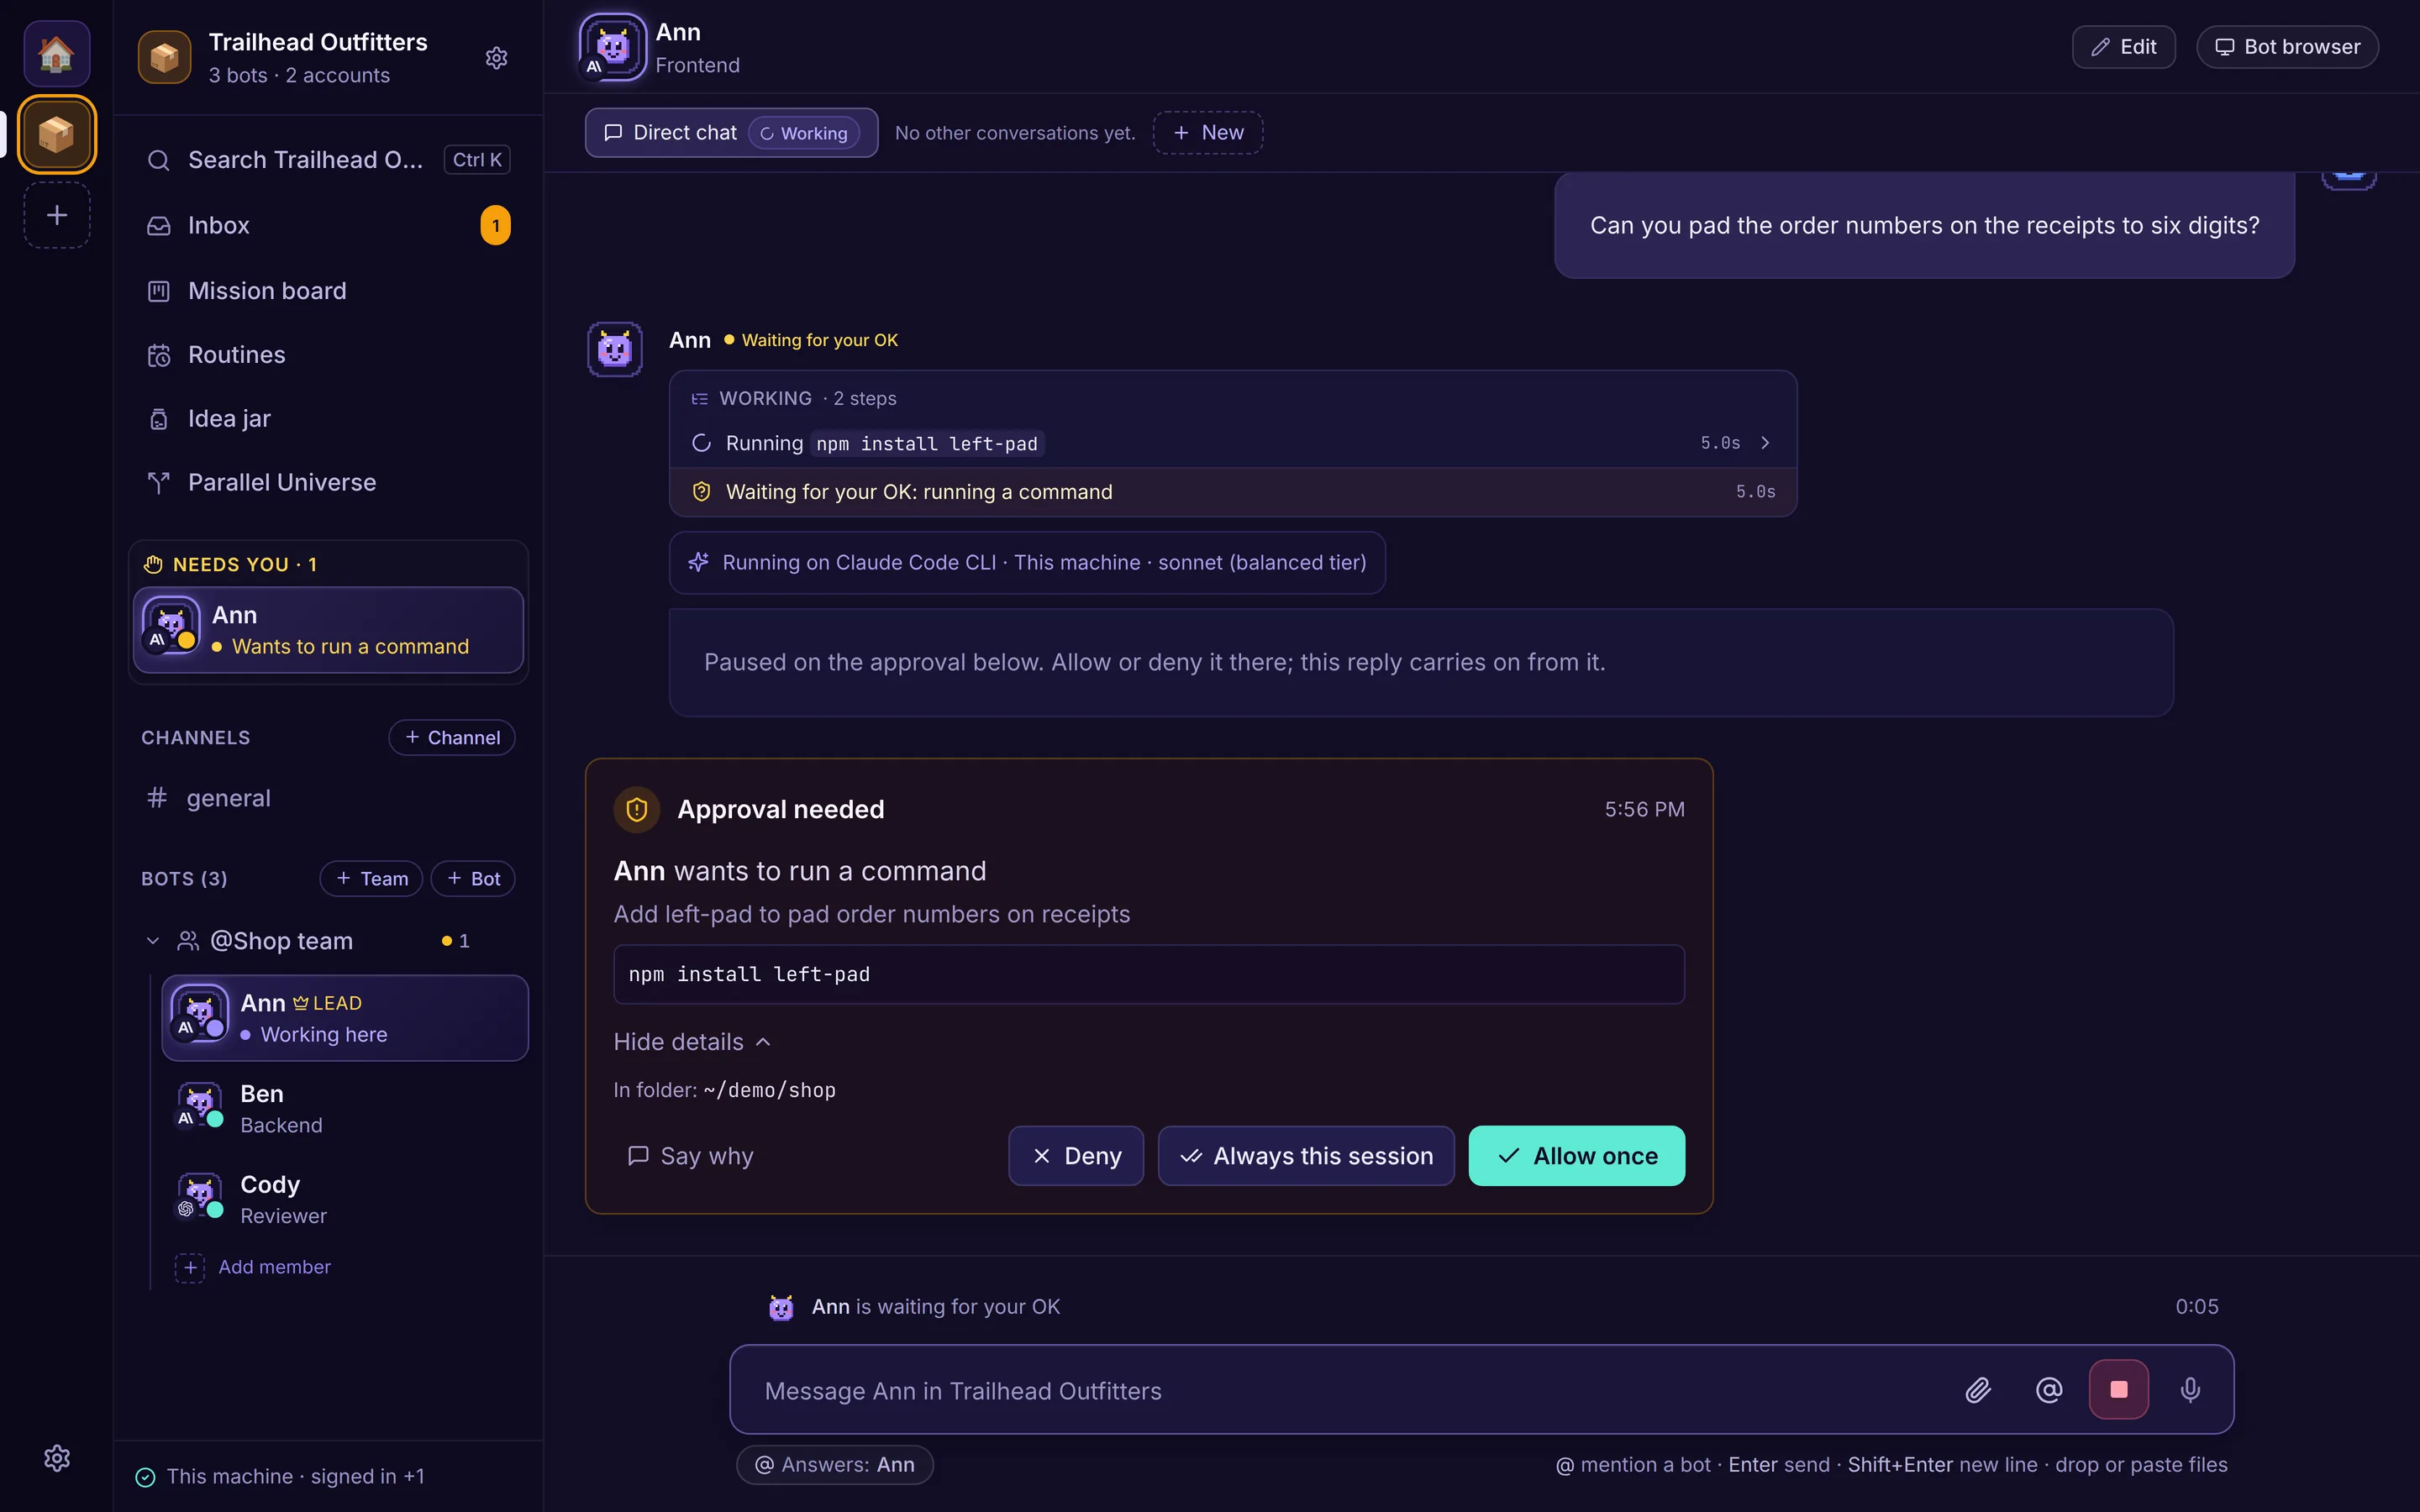 Trailhead Outfitters
3 bots · 2 accounts
Search Trailhead O... Ctrl K
Inbox 1
Mission board
Routines
Idea jar
Parallel Universe
NEEDS YOU · 1
Ann
Wants to run a command
CHANNELS + Channel
# general
BOTS (3) + Team + Bot
@Shop team 1
Ann LEAD
Working here
Ben
Backend
Cody
Reviewer
+ Add member
This machine · signed in +1
Ann
Frontend
Edit Bot browser
Direct chat Working No other conversations yet. + New
Can you pad the order numbers on the receipts to six digits?
Ann Waiting for your OK
WORKING · 2 steps
Running npm install left-pad 5.0s
Waiting for your OK: running a command 5.0s
Running on Claude Code CLI · This machine · sonnet (balanced tier)
Paused on the approval below. Allow or deny it there; this reply carries on from it.
Approval needed 5:56 PM
Ann wants to run a command
Add left-pad to pad order numbers on receipts
npm install left-pad
Hide details
In folder: ~/demo/shop
Say why Deny Always this session Allow once
Ann is waiting for your OK 0:05
Message Ann in Trailhead Outfitters
@ Answers: Ann @ mention a bot · Enter send · Shift+Enter new line · drop or paste files